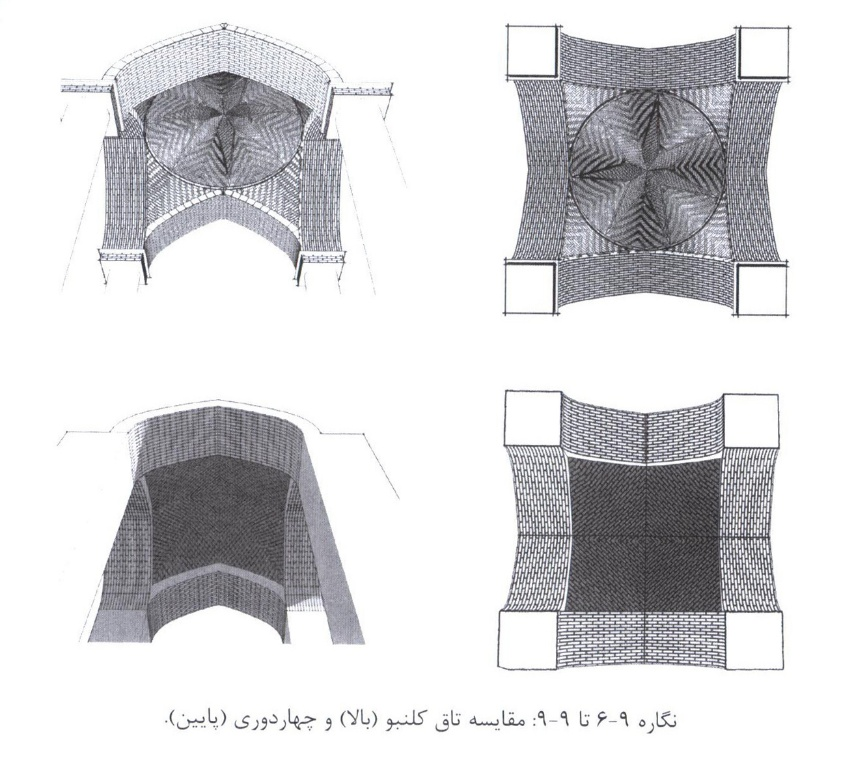 نگاره ۹-۶ تا ۹-۹: مقایسه تاق کلنبو (بالا) و چهاردوری (پایین).